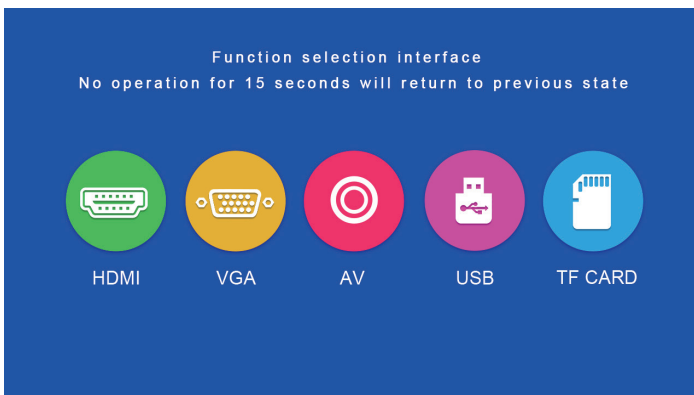 Function selection interface
No operation for 15 seconds will return to previous state
HDMI VGA AV USB TF CARD